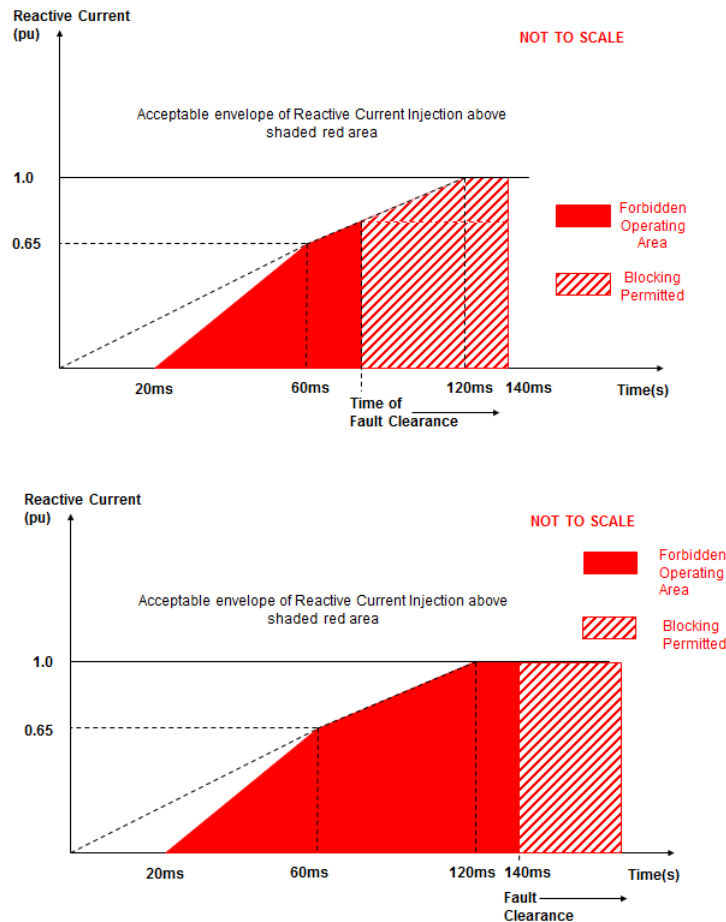 Reactive Current
(pu)
NOT TO SCALE
Acceptable envelope of Reactive Current Injection above
shaded red area
1.0
0.65
Forbidden
Operating
Area
Blocking
Permitted
20ms
60ms
120ms
140ms
Time(s)
Time of
Fault Clearance
Reactive Current
(pu)
NOT TO SCALE
Forbidden
Operating
Area
Acceptable envelope of Reactive Current Injection above
shaded red area
Blocking
Permitted
1.0
0.65
20ms
60ms
120ms
140ms
Time(s)
Fault
Clearance